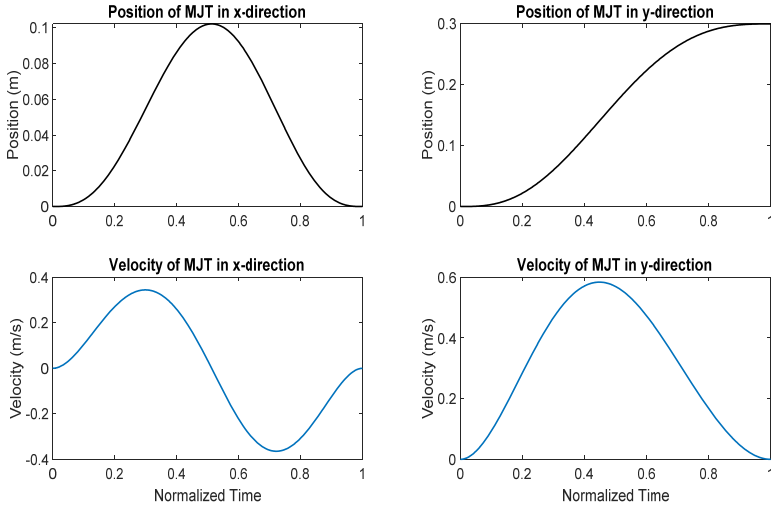 Position of MJT in x-direction
Position (m)
0.1
0.08
0.06
0.04
0.02
0
0 0.2 0.4 0.6 0.8 1
Position of MJT in y-direction
Position (m)
0.3
0.2
0.1
0
0 0.2 0.4 0.6 0.8 1
Velocity of MJT in x-direction
Velocity (m/s)
0.4
0.2
0
-0.2
-0.4
0 0.2 0.4 0.6 0.8 1
Normalized Time
Velocity of MJT in y-direction
Velocity (m/s)
0.6
0.4
0.2
0
0 0.2 0.4 0.6 0.8 1
Normalized Time